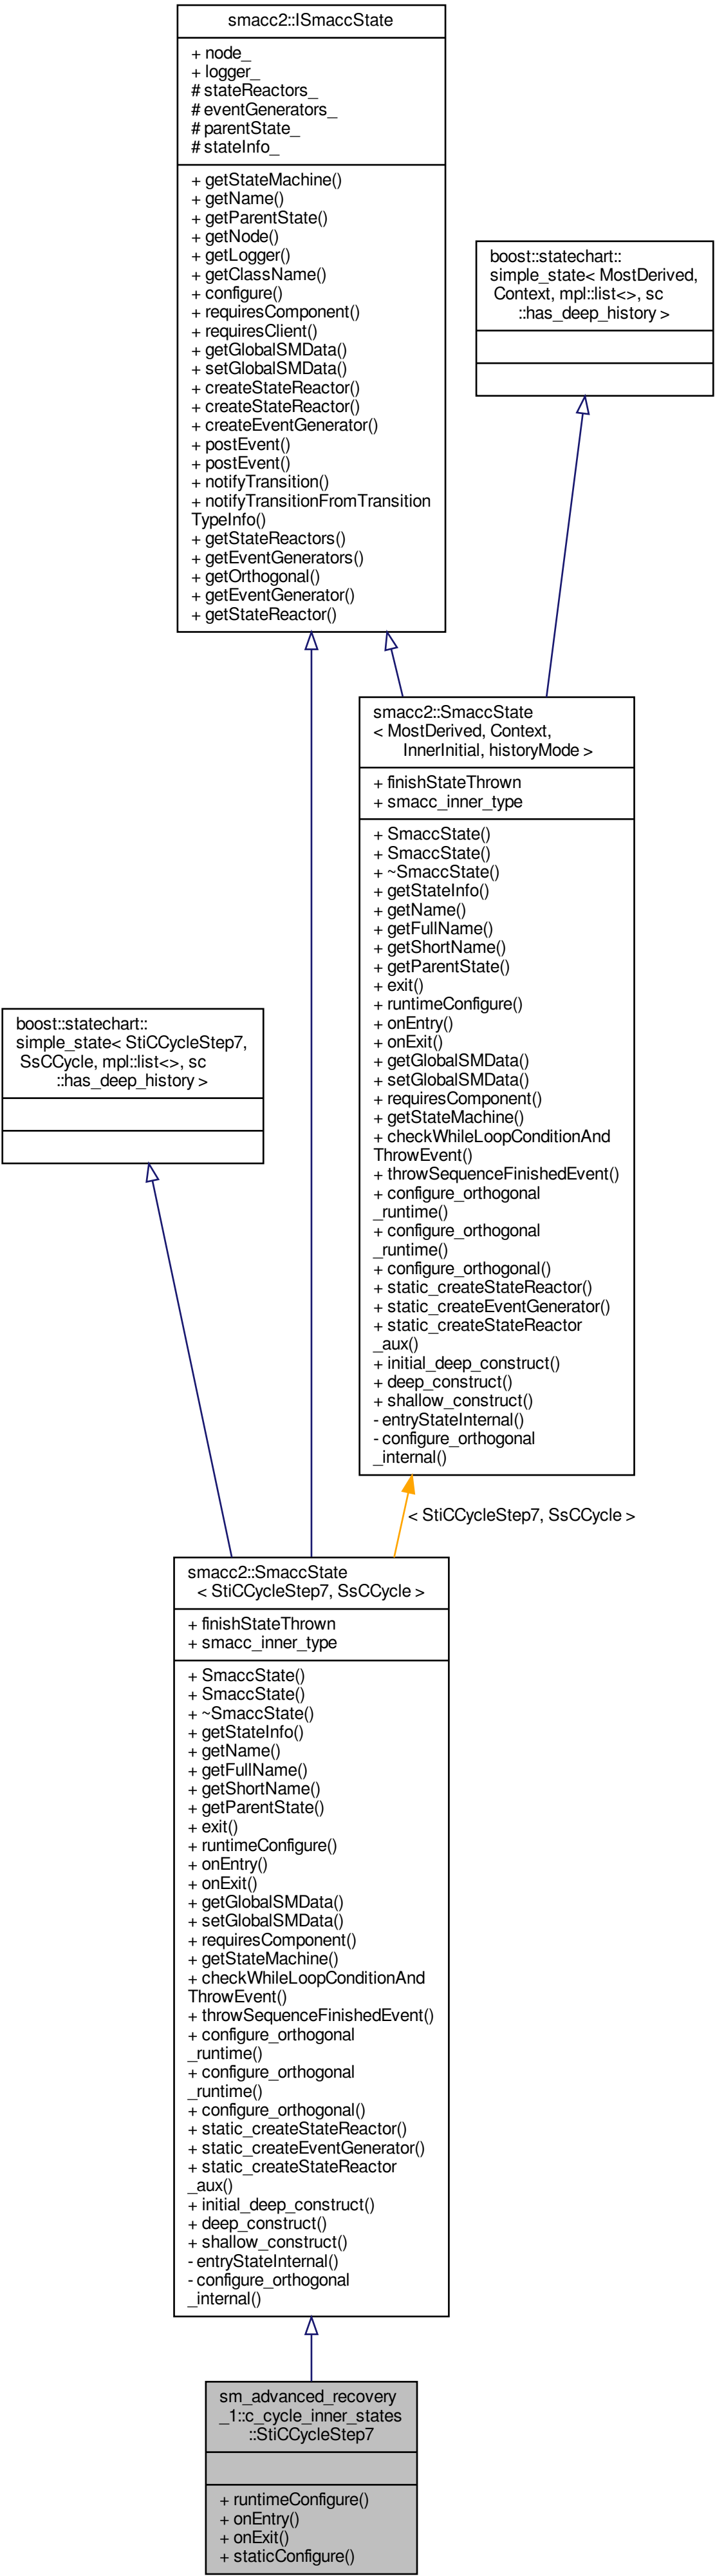 smacc2::ISmaccState
+ node_
+ logger_
# stateReactors_
# eventGenerators_
# parentState_
# stateInfo_
+ getStateMachine()
+ getName()
+ getParentState()
+ getNode()
+ getLogger()
+ getClassName()
+ configure()
+ requiresComponent()
+ requiresClient()
+ getGlobalSMData()
+ setGlobalSMData()
+ createStateReactor()
+ createStateReactor()
+ createEventGenerator()
+ postEvent()
+ postEvent()
+ notifyTransition()
+ notifyTransitionFromTransition
TypeInfo()
+ getStateReactors()
+ getEventGenerators()
+ getOrthogonal()
+ getEventGenerator()
+ getStateReactor()
boost::statechart::
simple_state< MostDerived,
Context, mpl::list<>, sc
::has_deep_history >
smacc2::SmaccState
< MostDerived, Context,
InnerInitial, historyMode >
+ finishStateThrown
+ smacc_inner_type
+ SmaccState()
+ SmaccState()
+ ~SmaccState()
+ getStateInfo()
+ getName()
+ getFullName()
+ getShortName()
+ getParentState()
+ exit()
+ runtimeConfigure()
+ onEntry()
+ onExit()
+ getGlobalSMData()
+ setGlobalSMData()
+ requiresComponent()
+ getStateMachine()
+ checkWhileLoopConditionAnd
ThrowEvent()
+ throwSequenceFinishedEvent()
+ configure_orthogonal
_runtime()
+ configure_orthogonal
_runtime()
+ configure_orthogonal()
+ static_createStateReactor()
+ static_createEventGenerator()
+ static_createStateReactor
_aux()
+ initial_deep_construct()
+ deep_construct()
+ shallow_construct()
- entryStateInternal()
- configure_orthogonal
_internal()
boost::statechart::
simple_state< StiCCycleStep7,
SsCCycle, mpl::list<>, sc
::has_deep_history >
< StiCCycleStep7, SsCCycle >
smacc2::SmaccState
< StiCCycleStep7, SsCCycle >
+ finishStateThrown
+ smacc_inner_type
+ SmaccState()
+ SmaccState()
+ ~SmaccState()
+ getStateInfo()
+ getName()
+ getFullName()
+ getShortName()
+ getParentState()
+ exit()
+ runtimeConfigure()
+ onEntry()
+ onExit()
+ getGlobalSMData()
+ setGlobalSMData()
+ requiresComponent()
+ getStateMachine()
+ checkWhileLoopConditionAnd
ThrowEvent()
+ throwSequenceFinishedEvent()
+ configure_orthogonal
_runtime()
+ configure_orthogonal
_runtime()
+ configure_orthogonal()
+ static_createStateReactor()
+ static_createEventGenerator()
+ static_createStateReactor
_aux()
+ initial_deep_construct()
+ deep_construct()
+ shallow_construct()
- entryStateInternal()
- configure_orthogonal
_internal()
sm_advanced_recovery
_1::c_cycle_inner_states
::StiCCycleStep7
+ runtimeConfigure()
+ onEntry()
+ onExit()
+ staticConfigure()